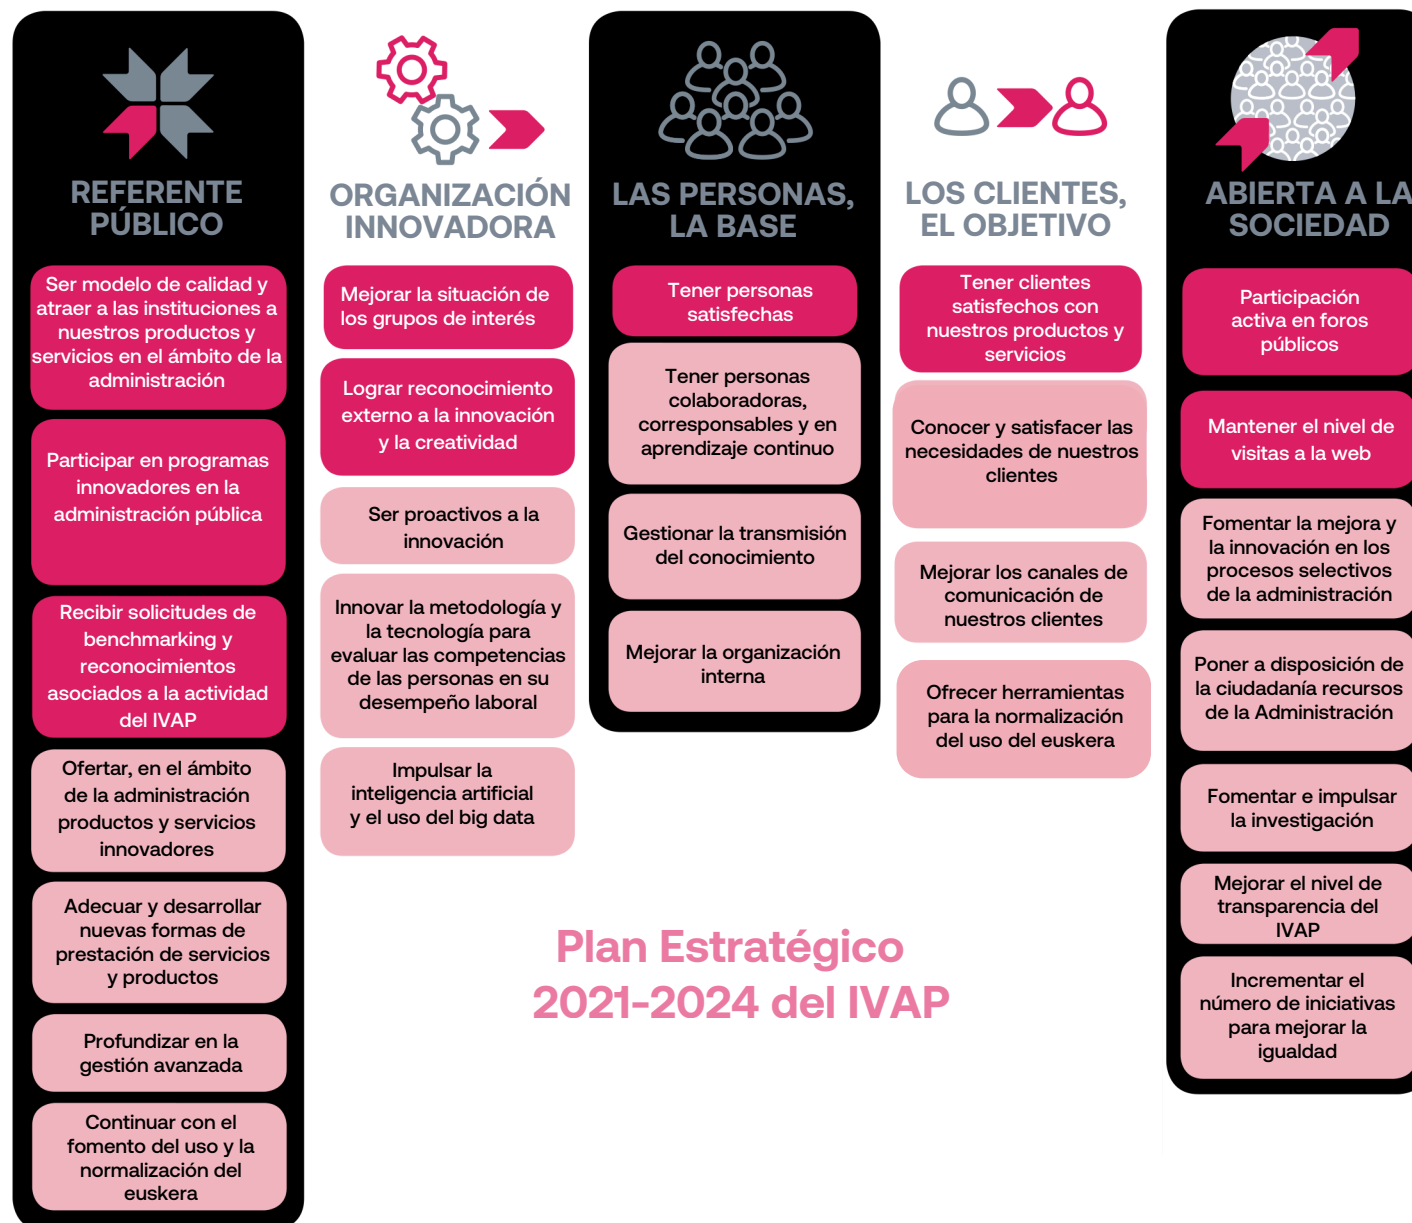 REFERENTE
PÚBLICO
Ser modelo de calidad y
atraer a las instituciones a
nuestros productos y
servicios en el ámbito de la
administración
Participar en programas
innovadores en la
administración pública
Recibir solicitudes de
benchmarking y
reconocimientos
asociados a la actividad
del IVAP
Ofertar, en el ámbito
de la administración
productos y servicios
innovadores
Adecuar y desarrollar
nuevas formas de
prestación de servicios
y productos
Profundizar en la
gestión avanzada
Continuar con el
fomento del uso y la
normalización del
euskera
ORGANIZACIÓN
INNOVADORA
Mejorar la situación de
los grupos de interés
Lograr reconocimiento
externo a la innovación
y la creatividad
Ser proactivos a la
innovación
Innovar la metodología y
la tecnología para
evaluar las competencias
de las personas en su
desempeño laboral
Impulsar la
inteligencia artificial
y el uso del big data
LAS PERSONAS,
LA BASE
Tener personas
satisfechas
Tener personas
colaboradoras,
corresponsables y en
aprendizaje continuo
Gestionar la transmisión
del conocimiento
Mejorar la organización
interna
LOS CLIENTES,
EL OBJETIVO
Tener clientes
satisfechos con
nuestros productos y
servicios
Conocer y satisfacer las
necesidades de nuestros
clientes
Mejorar los canales de
comunicación de
nuestros clientes
Ofrecer herramientas
para la normalización
del uso del euskera
ABIERTA A LA
SOCIEDAD
Participación
activa en foros
públicos
Mantener el nivel de
visitas a la web
Fomentar la mejora y
la innovación en los
procesos selectivos
de la administración
Poner a disposición de
la ciudadanía recursos
de la Administración
Fomentar e impulsar
la investigación
Mejorar el nivel de
transparencia del
IVAP
Incrementar el
número de iniciativas
para mejorar la
igualdad
Plan Estratégico
2021-2024 del IVAP